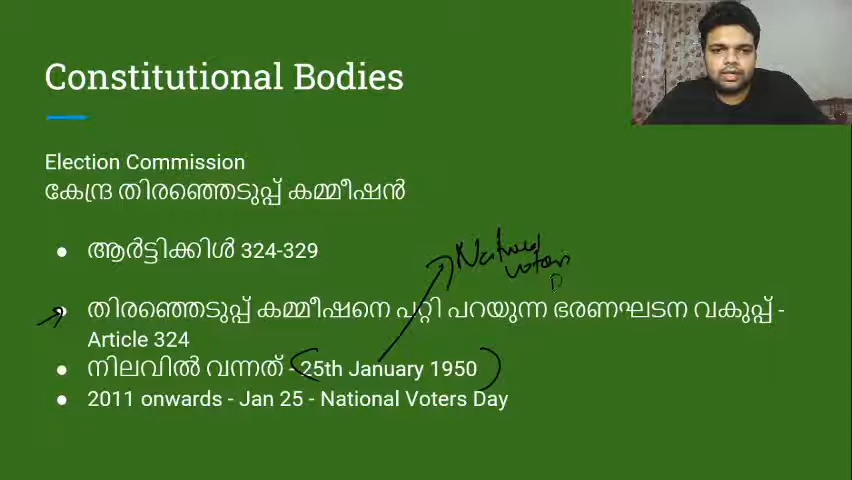 Constitutional Bodies
Election Commission
കേന്ദ്ര തിരഞ്ഞെടുപ്പ് കമ്മീഷൻ
ആർട്ടിക്കിൾ 324-329
National
voters
D
തിരഞ്ഞെടുപ്പ് കമ്മീഷനെ പറ്റി പറയുന്ന ഭരണഘടന വകുപ്പ് -
Article 324
നിലവിൽ വന്നത് - 25th January 1950
2011 onwards - Jan 25 - National Voters Day